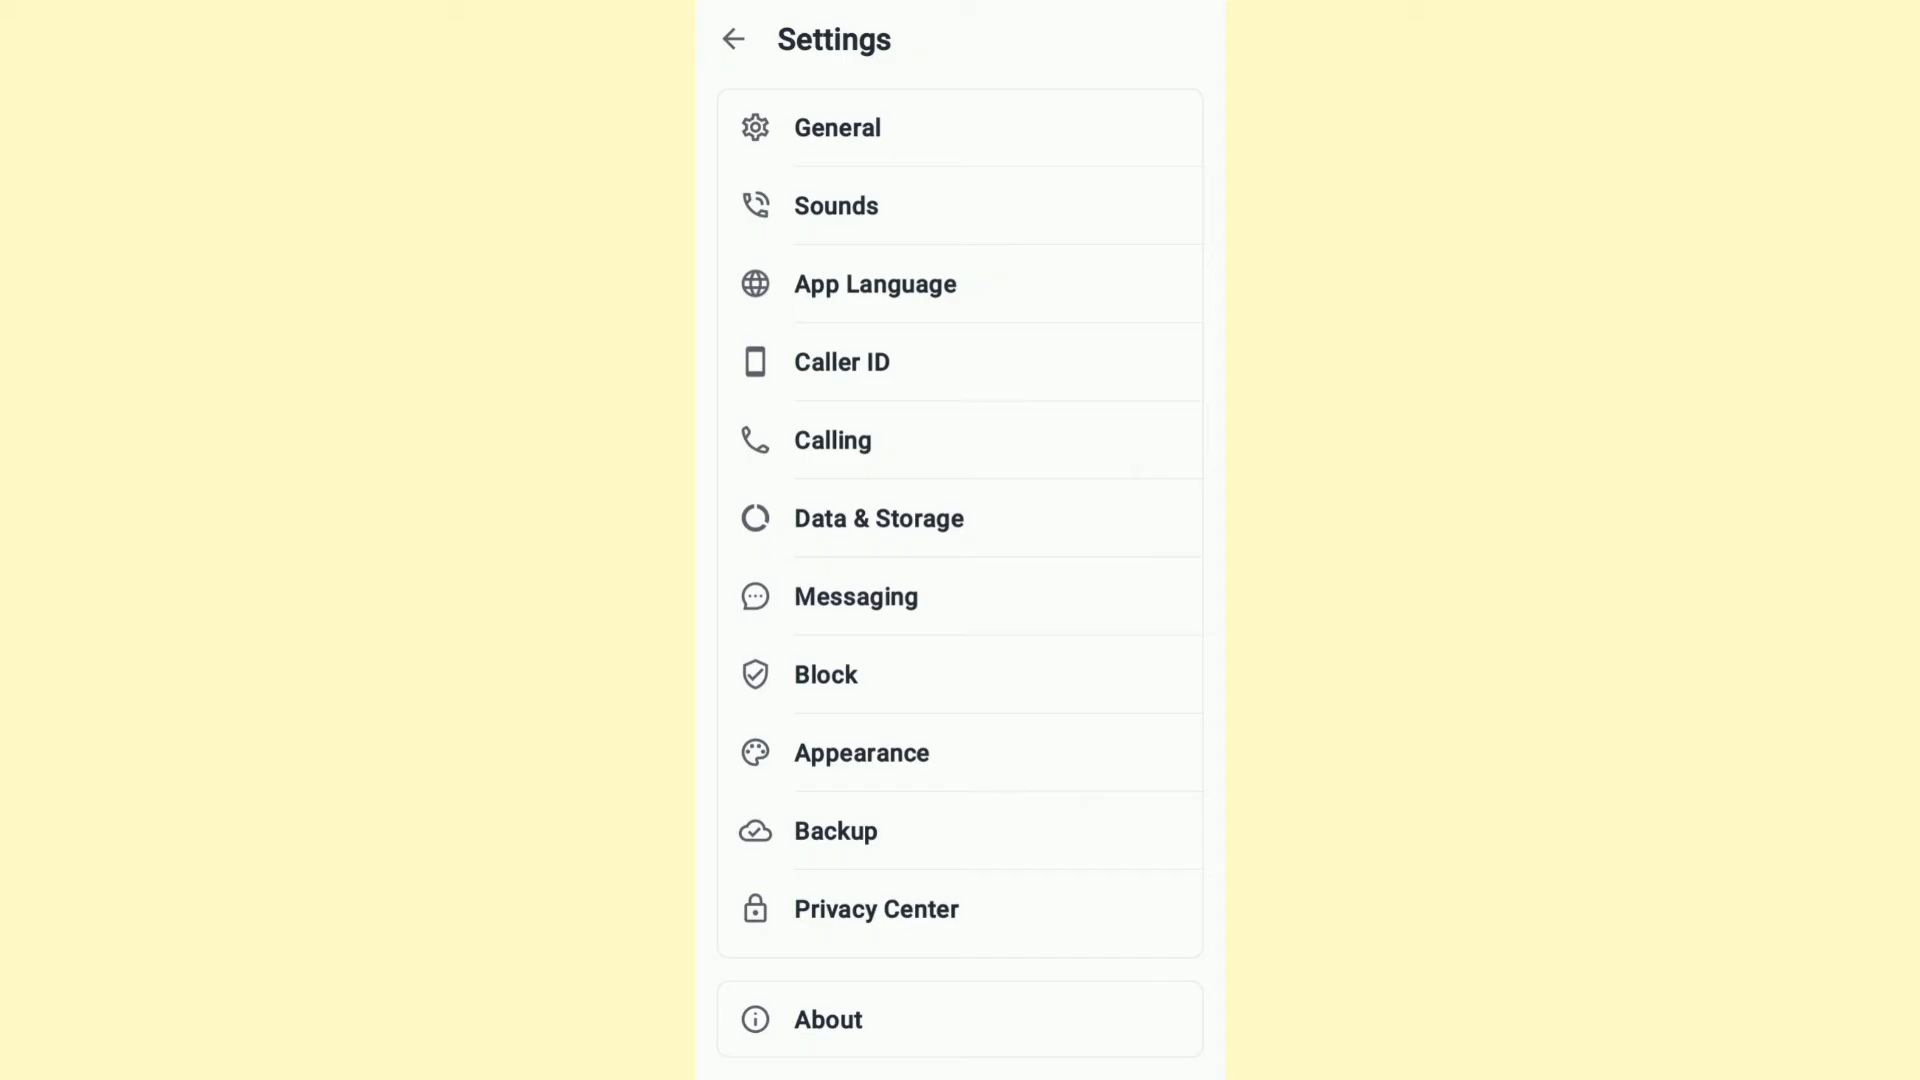 Settings
General
Sounds
App Language
Caller ID
Calling
Data & Storage
Messaging
Block
Appearance
Backup
Privacy Center
About